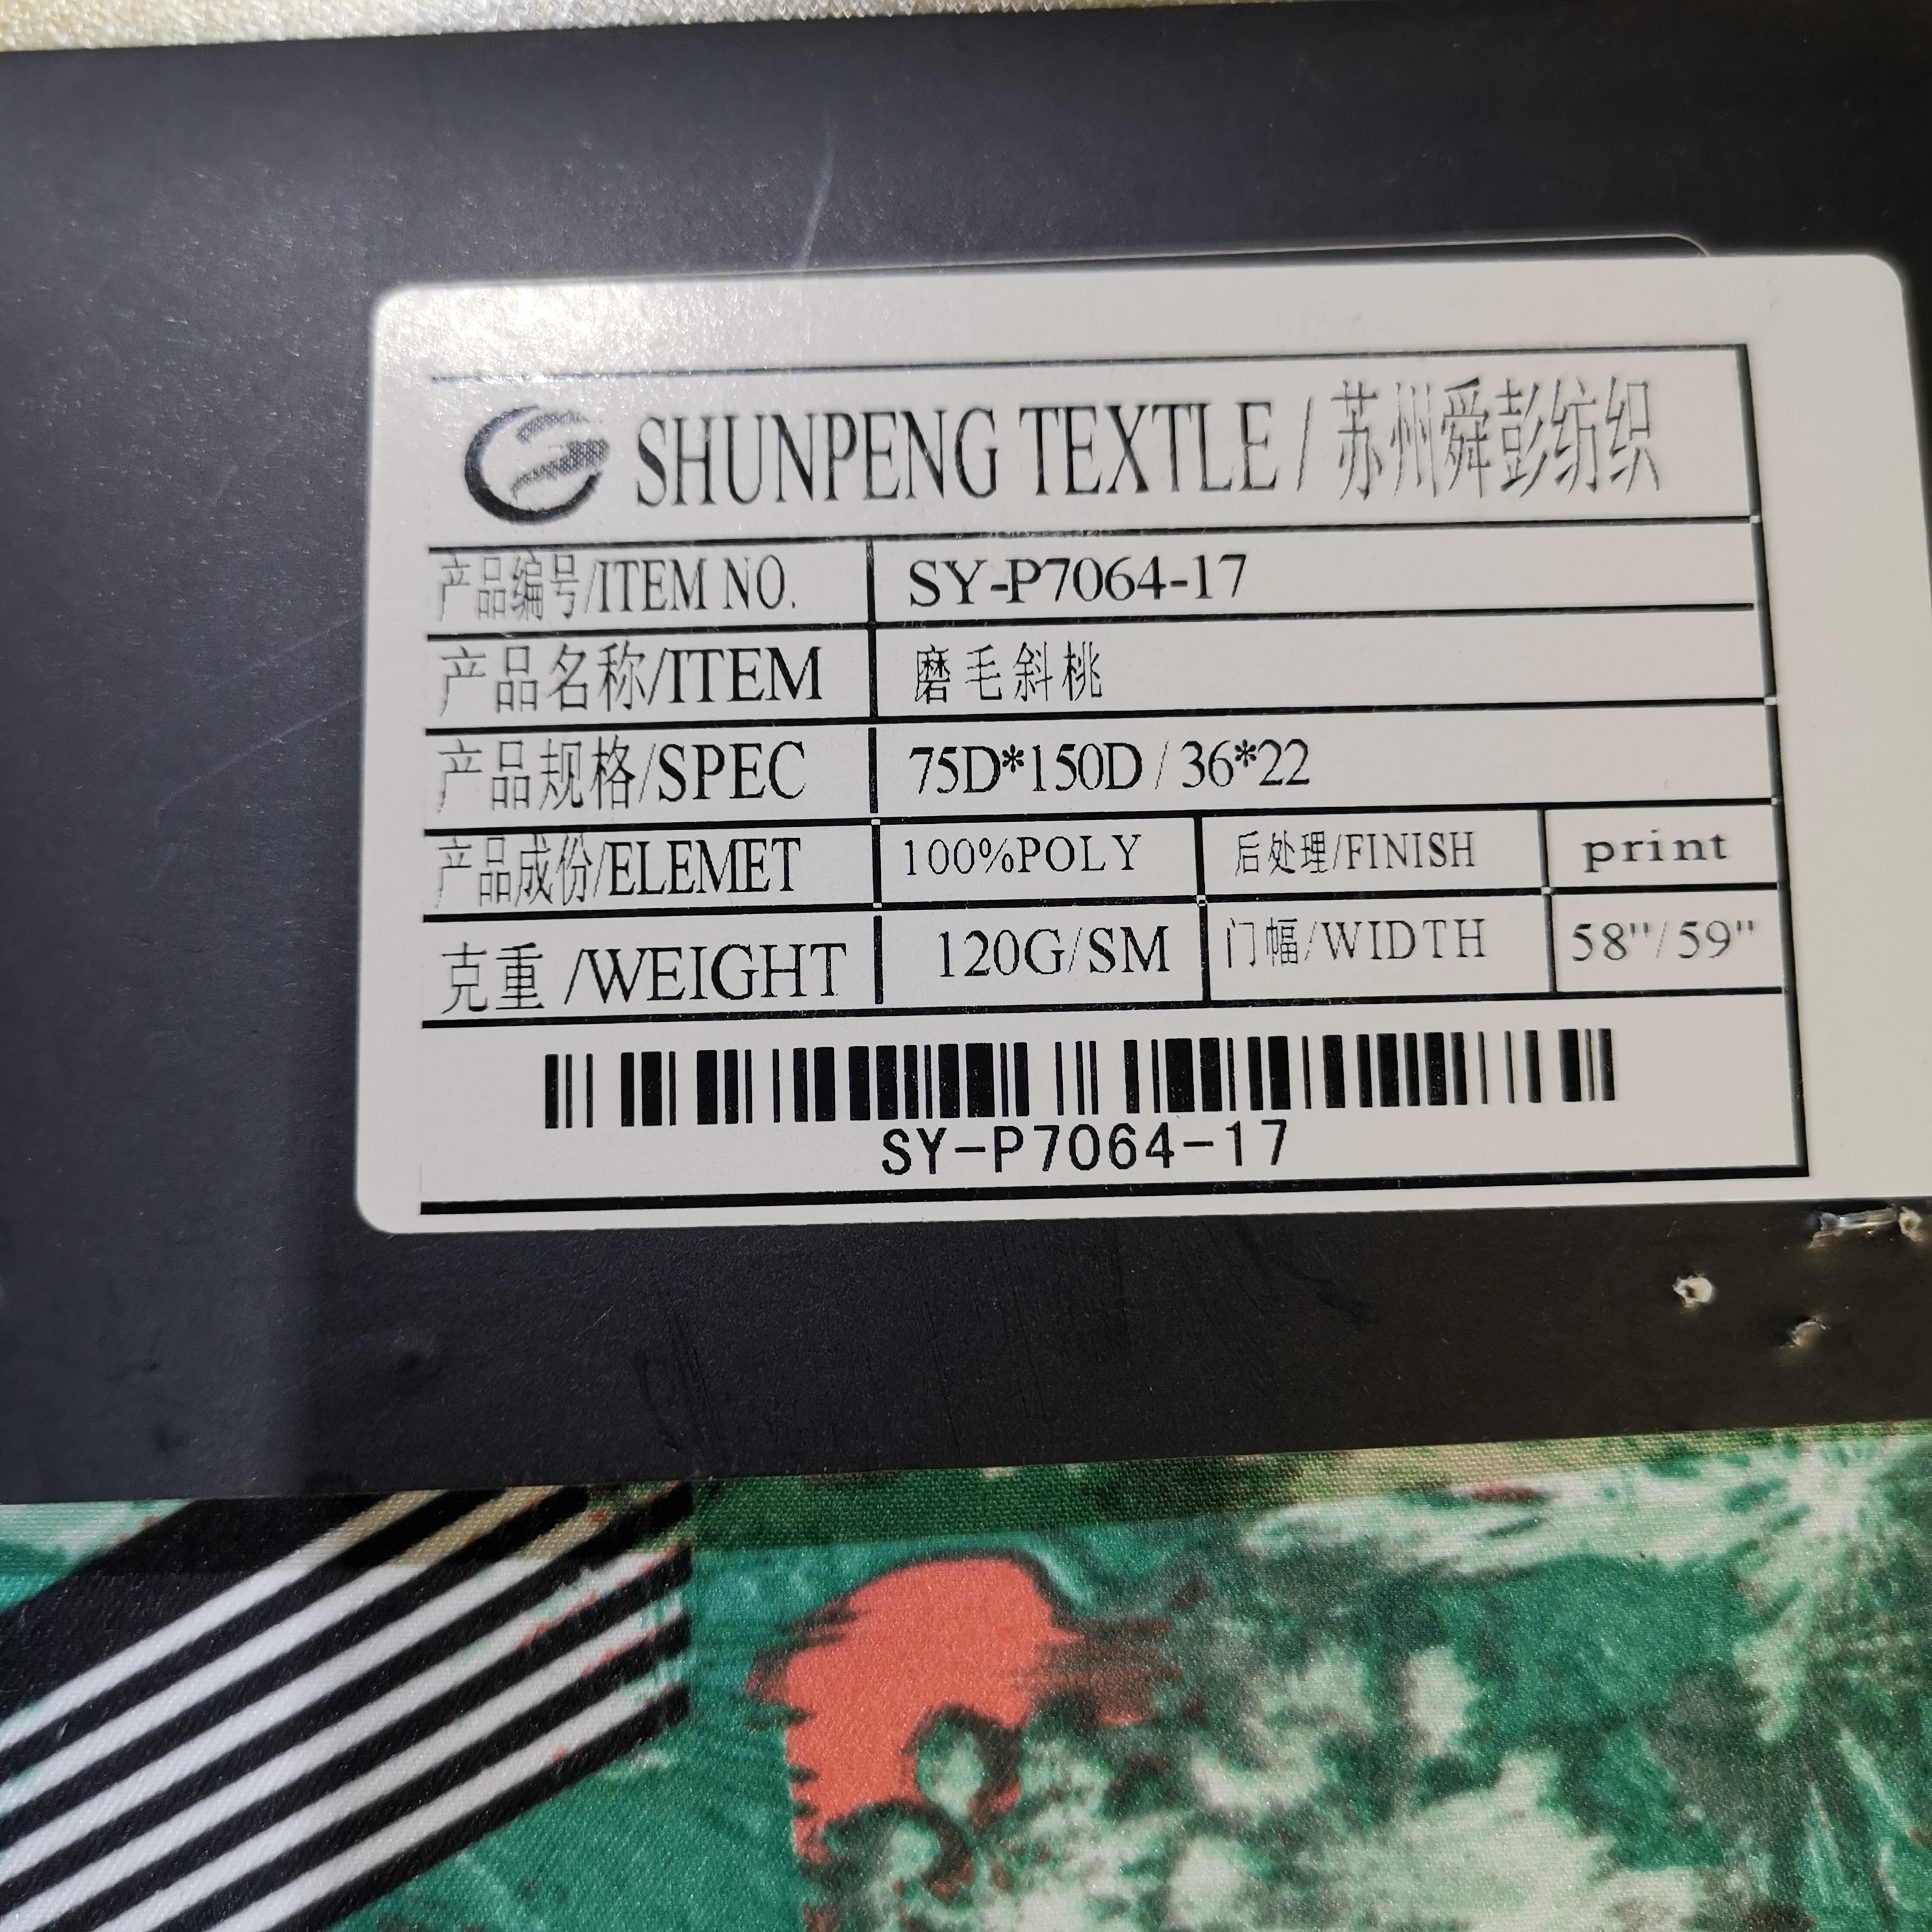 SHUNPENG TEXTLE / 苏州舜彭纺织
产品编号/ITEM NO. SY-P7064-17
产品名称/ITEM 磨毛斜桃
产品规格/SPEC 75D*150D / 36*22
产品成份/ELEMET 100%POLY 后处理/FINISH print
克重 /WEIGHT 120G/SM 门幅/WIDTH 58"/59"
SY-P7064-17